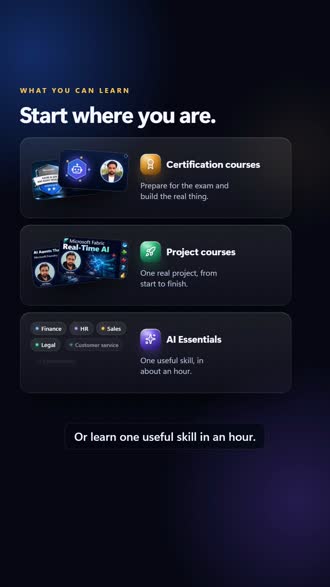 WHAT YOU CAN LEARN
Start where you are.
Certification courses
Prepare for the exam and
build the real thing.
Microsoft Fabric
Real-Time AI
AI Agents
Project courses
One real project, from
start to finish.
Finance
HR
Sales
Legal
Customer service
AI Essentials
One useful skill, in
about an hour.
Or learn one useful skill in an hour.